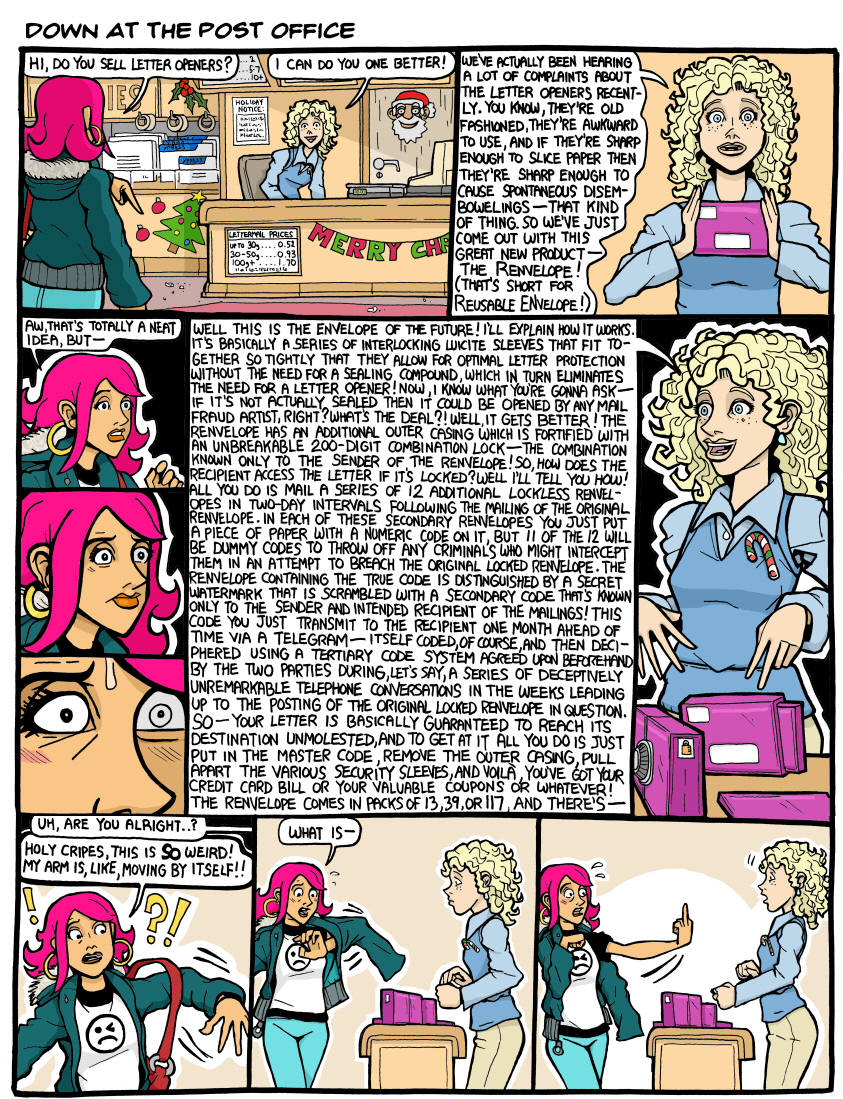 DOWN AT THE POST OFFICE
HI, DO YOU SELL LETTER OPENERS?
I CAN DO YOU ONE BETTER!
IES
2
5-7
10+
HOLIDAY
NOTICE:
XPRESS
LETTERMAIL PRICES
UP TO 30g....0.52
30-50g....0.93
100g+....1.70
MERRY CHR
WE'VE ACTUALLY BEEN HEARING
A LOT OF COMPLAINTS ABOUT
THE LETTER OPENERS RECENT-
LY. YOU KNOW, THEY'RE OLD
FASHIONED, THEY'RE AWKWARD
TO USE, AND IF THEY'RE SHARP
ENOUGH TO SLICE PAPER THEN
THEY'RE SHARP ENOUGH TO
CAUSE SPONTANEOUS DISEM-
BOWELINGS—THAT KIND
OF THING. SO WE'VE JUST
COME OUT WITH THIS
GREAT NEW PRODUCT—
THE RENVELOPE!
(THAT'S SHORT FOR
REUSABLE ENVELOPE!)
AW, THAT'S TOTALLY A NEAT
IDEA, BUT—
WELL THIS IS THE ENVELOPE OF THE FUTURE! I'LL EXPLAIN HOW IT WORKS.
IT'S BASICALLY A SERIES OF INTERLOCKING LUCITE SLEEVES THAT FIT TO-
GETHER SO TIGHTLY THAT THEY ALLOW FOR OPTIMAL LETTER PROTECTION
WITHOUT THE NEED FOR A SEALING COMPOUND, WHICH IN TURN ELIMINATES
THE NEED FOR A LETTER OPENER! NOW, I KNOW WHAT YOU'RE GONNA ASK—
IF IT'S NOT ACTUALLY SEALED THEN IT COULD BE OPENED BY ANY MAIL
FRAUD ARTIST, RIGHT? WHAT'S THE DEAL?! WELL, IT GETS BETTER! THE
RENVELOPE HAS AN ADDITIONAL OUTER CASING WHICH IS FORTIFIED WITH
AN UNBREAKABLE 200-DIGIT COMBINATION LOCK—THE COMBINATION
KNOWN ONLY TO THE SENDER OF THE RENVELOPE! SO, HOW DOES THE
RECIPIENT ACCESS THE LETTER IF IT'S LOCKED? WELL I'LL TELL YOU HOW!
ALL YOU DO IS MAIL A SERIES OF 12 ADDITIONAL LOCKLESS RENVEL-
OPES IN TWO-DAY INTERVALS FOLLOWING THE MAILING OF THE ORIGINAL
RENVELOPE. IN EACH OF THESE SECONDARY RENVELOPES YOU JUST PUT
A PIECE OF PAPER WITH A NUMERIC CODE ON IT, BUT 11 OF THE 12 WILL
BE DUMMY CODES TO THROW OFF ANY CRIMINALS WHO MIGHT INTERCEPT
THEM IN AN ATTEMPT TO BREACH THE ORIGINAL LOCKED RENVELOPE. THE
RENVELOPE CONTAINING THE TRUE CODE IS DISTINGUISHED BY A SECRET
WATERMARK THAT IS SCRAMBLED WITH A SECONDARY CODE THAT'S KNOWN
ONLY TO THE SENDER AND INTENDED RECIPIENT OF THE MAILINGS! THIS
CODE YOU JUST TRANSMIT TO THE RECIPIENT ONE MONTH AHEAD OF
TIME VIA A TELEGRAM—ITSELF CODED, OF COURSE, AND THEN DECI-
PHERED USING A TERTIARY CODE SYSTEM AGREED UPON BEFOREHAND
BY THE TWO PARTIES DURING, LET'S SAY, A SERIES OF DECEPTIVELY
UNREMARKABLE TELEPHONE CONVERSATIONS IN THE WEEKS LEADING
UP TO THE POSTING OF THE ORIGINAL LOCKED RENVELOPE IN QUESTION.
SO—YOUR LETTER IS BASICALLY GUARANTEED TO REACH ITS
DESTINATION UNMOLESTED, AND TO GET AT IT ALL YOU DO IS JUST
PUT IN THE MASTER CODE, REMOVE THE OUTER CASING, PULL
APART THE VARIOUS SECURITY SLEEVES, AND VOILÀ, YOU'VE GOT YOUR
CREDIT CARD BILL OR YOUR VALUABLE COUPONS OR WHATEVER!
THE RENVELOPE COMES IN PACKS OF 13, 39, OR 117, AND THERE'S—
UH, ARE YOU ALRIGHT..?
HOLY CRIPES, THIS IS SO WEIRD!
MY ARM IS, LIKE, MOVING BY ITSELF!!
!
?!
WHAT IS—